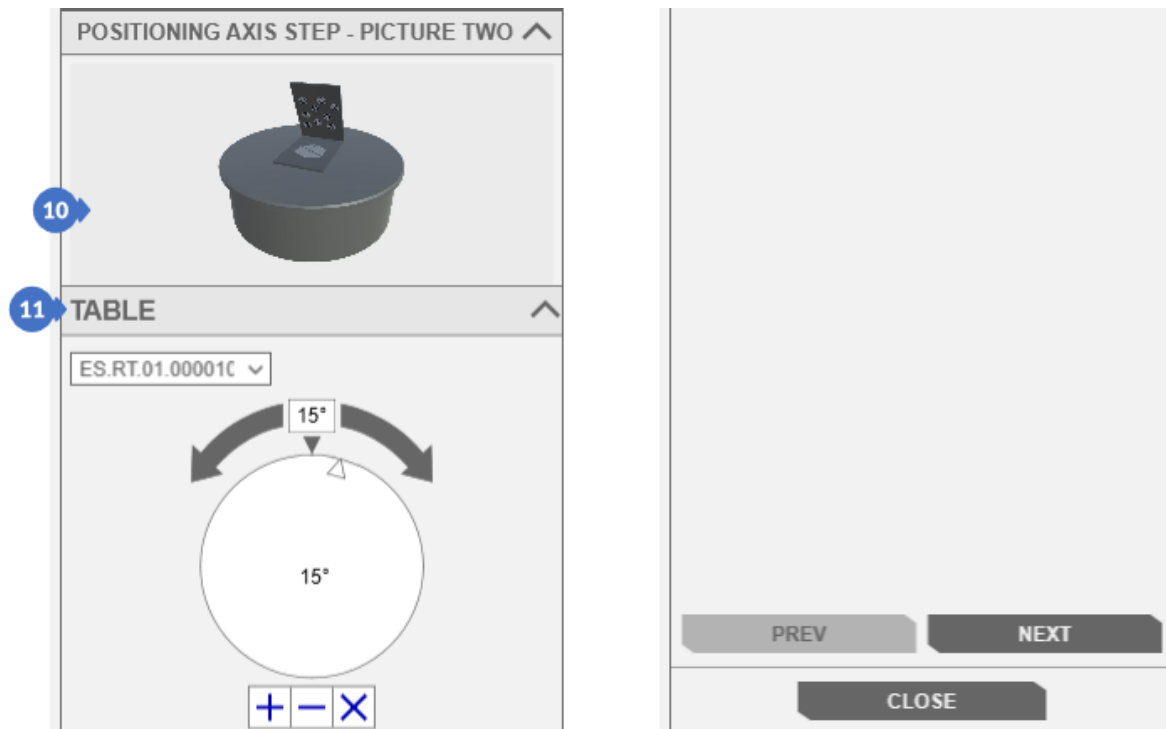 POSITIONING AXIS STEP - PICTURE TWO
10
11
TABLE
ES.RT.01.00001
15°
15°
PREV
NEXT
CLOSE